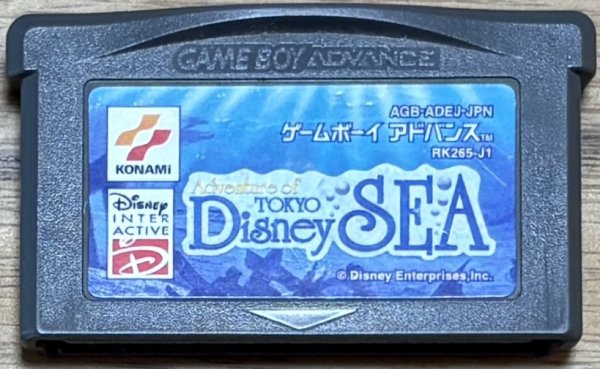 GAME BOY ADVANCE
AGB-ADEJ-JPN
ゲームボーイ アドバンス™
RK265-J1
KONAMI
Disney
INTER
ACTIVE
D
Adventure of
TOKYO
Disney SEA
© Disney Enterprises, Inc.